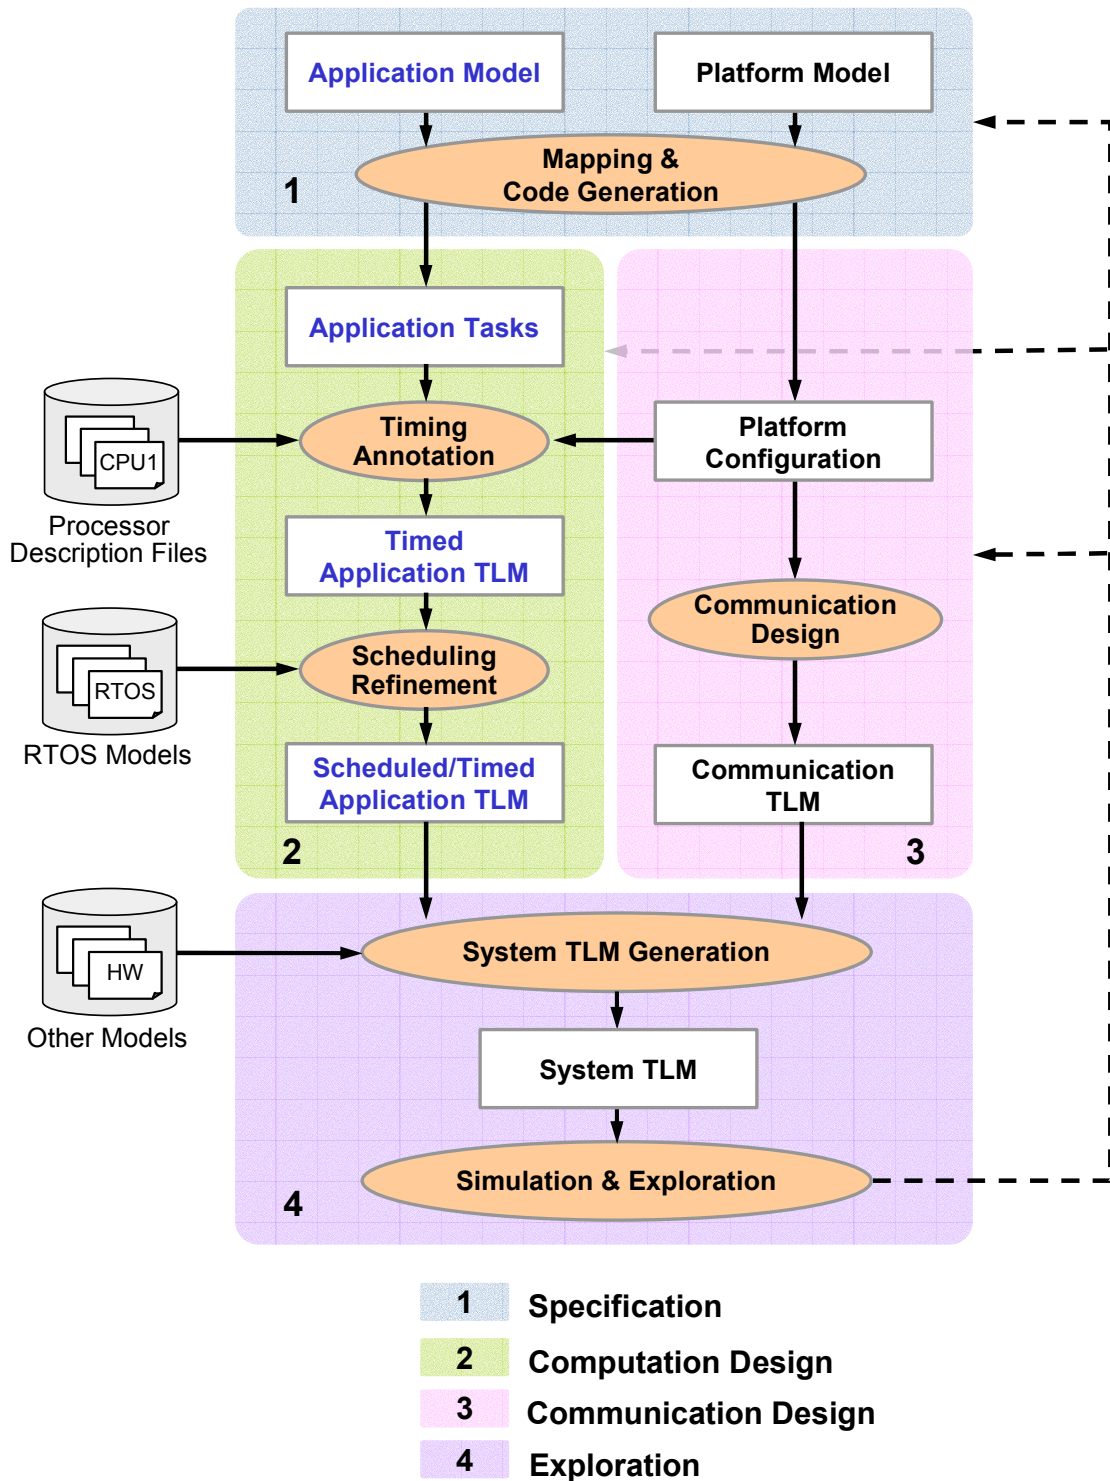 Application Model
Platform Model
Mapping &
Code Generation
1
Application Tasks
Timing
Annotation
Platform
Configuration
CPU1
Processor
Description Files
Timed
Application TLM
Communication
Design
Scheduling
Refinement
RTOS
RTOS Models
Scheduled/Timed
Application TLM
Communication
TLM
2
3
System TLM Generation
HW
Other Models
System TLM
Simulation & Exploration
4
1 Specification
2 Computation Design
3 Communication Design
4 Exploration